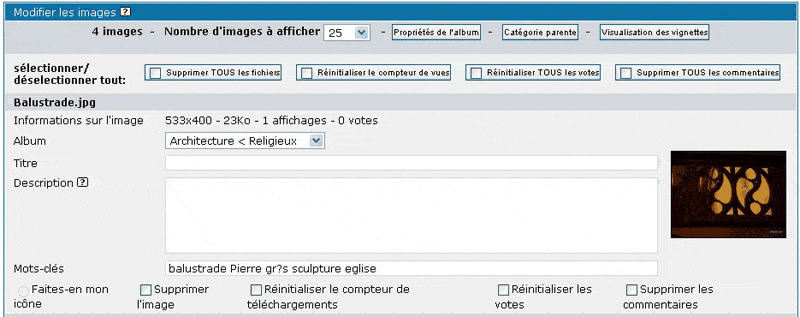 Modifier les images ?
4 images - Nombre d'images à afficher 25 - Propriétés de l'album - Catégorie parente - Visualisation des vignettes
sélectionner/
déselectionner tout:
Supprimer TOUS les fichiers Réinitialiser le compteur de vues Réinitialiser TOUS les votes Supprimer TOUS les commentaires
Balustrade.jpg
Informations sur l'image 533x400 - 23Ko - 1 affichages - 0 votes
Album Architecture < Religieux
Titre
Description ?
Mots-clés balustrade Pierre gr?s sculpture eglise
Faites-en mon icône
Supprimer l'image
Réinitialiser le compteur de téléchargements
Réinitialiser les votes
Supprimer les commentaires